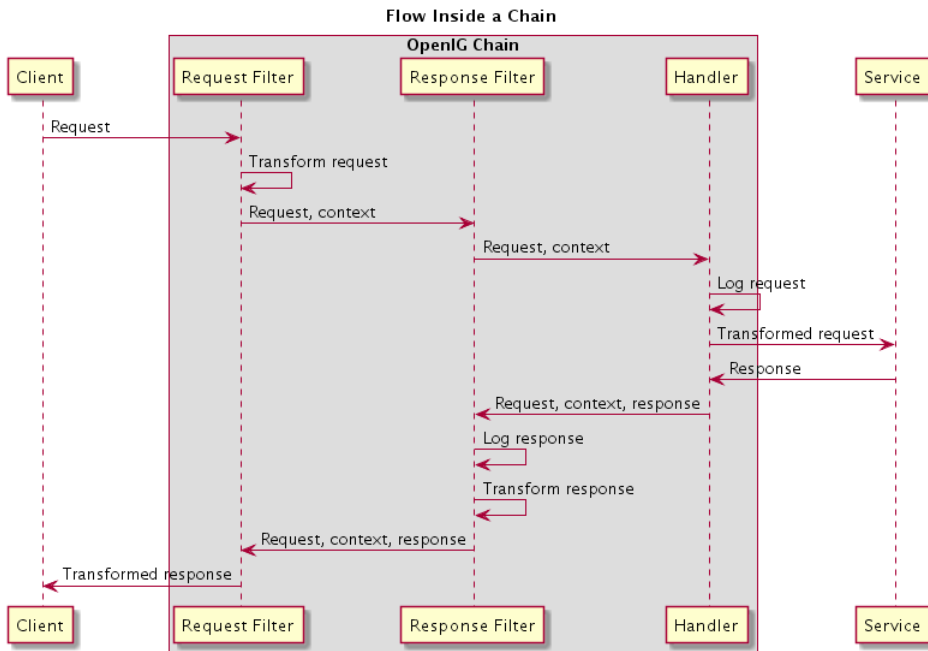 Flow Inside a Chain
OpenIG Chain
Client Request Filter Response Filter Handler Service
Request
Transform request
Request, context
Request, context
Log request
Transformed request
Response
Request, context, response
Log response
Transform response
Request, context, response
Transformed response
Client Request Filter Response Filter Handler Service